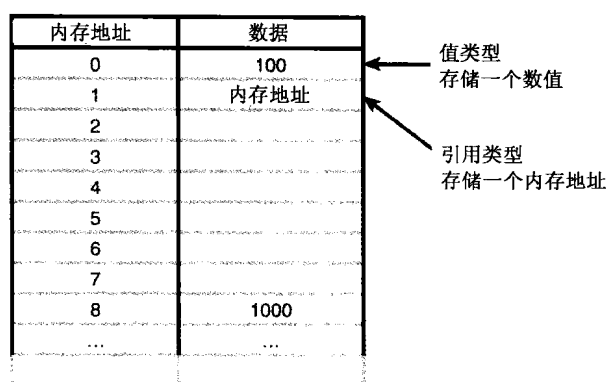 内存地址 数据
0 100
1 内存地址
2
3
4
5
6
7
8 1000
... ...
值类型
存储一个数值
引用类型
存储一个内存地址